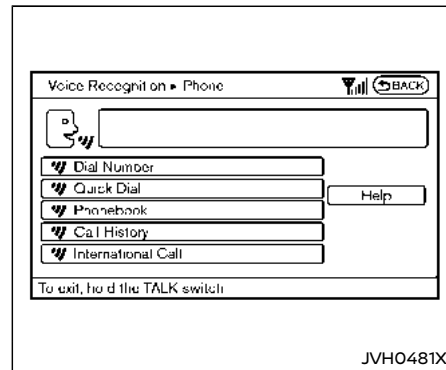 Voice Recognition ▸ Phone BACK
Dial Number
Quick Dial
Help
Phonebook
Call History
International Call
To exit, hold the TALK switch
JVH0481X